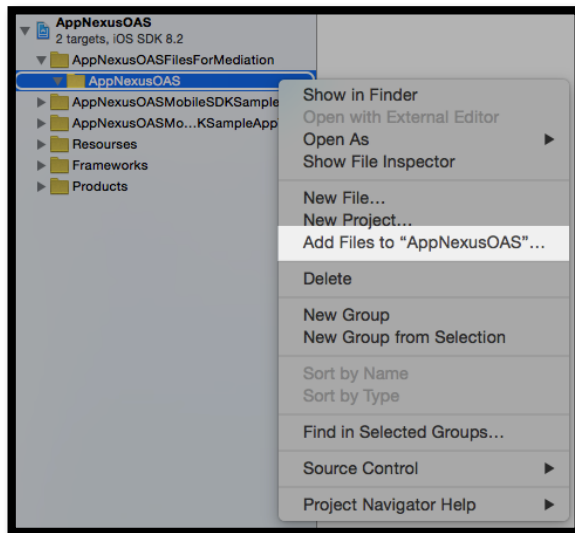 AppNexusOAS
2 targets, iOS SDK 8.2
AppNexusOASFilesForMediation
AppNexusOAS
AppNexusOASMobileSDKSample
AppNexusOASMo...KSampleApp
Resourses
Frameworks
Products
Show in Finder
Open with External Editor
Open As
Show File Inspector
New File...
New Project...
Add Files to “AppNexusOAS”...
Delete
New Group
New Group from Selection
Sort by Name
Sort by Type
Find in Selected Groups...
Source Control
Project Navigator Help